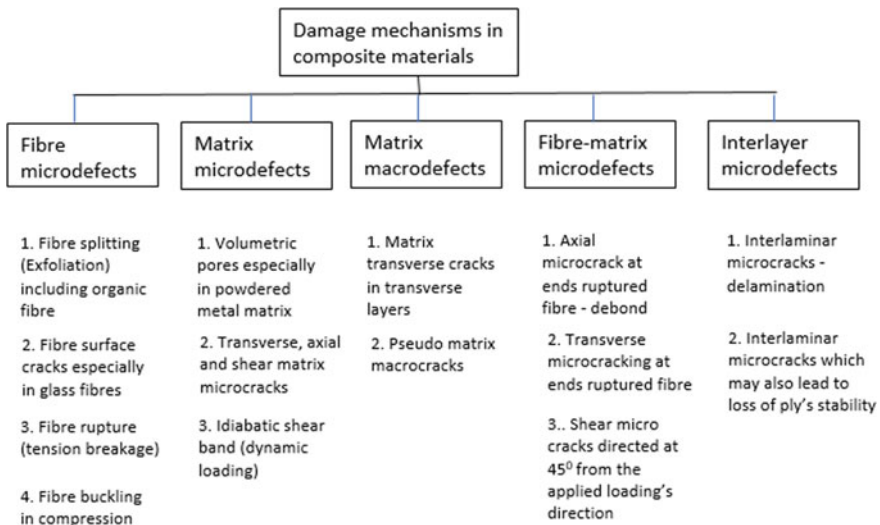 Damage mechanisms in
composite materials
Fibre
microdefects
Matrix
microdefects
Matrix
macrodefects
Fibre-matrix
microdefects
Interlayer
microdefects
1. Fibre splitting
(Exfoliation)
including organic
fibre
2. Fibre surface
cracks especially
in glass fibres
3. Fibre rupture
(tension breakage)
4. Fibre buckling
in compression
1. Volumetric
pores especially
in powdered
metal matrix
2. Transverse, axial
and shear matrix
microcracks
3. Idiabatic shear
band (dynamic
loading)
1. Matrix
transverse cracks
in transverse
layers
2. Pseudo matrix
macrocracks
1. Axial
microcrack at
ends ruptured
fibre - debond
2. Transverse
microcracking at
ends ruptured fibre
3.. Shear micro
cracks directed at
45⁰ from the
applied loading's
direction
1. Interlaminar
microcracks -
delamination
2. Interlaminar
microcracks which
may also lead to
loss of ply's stability